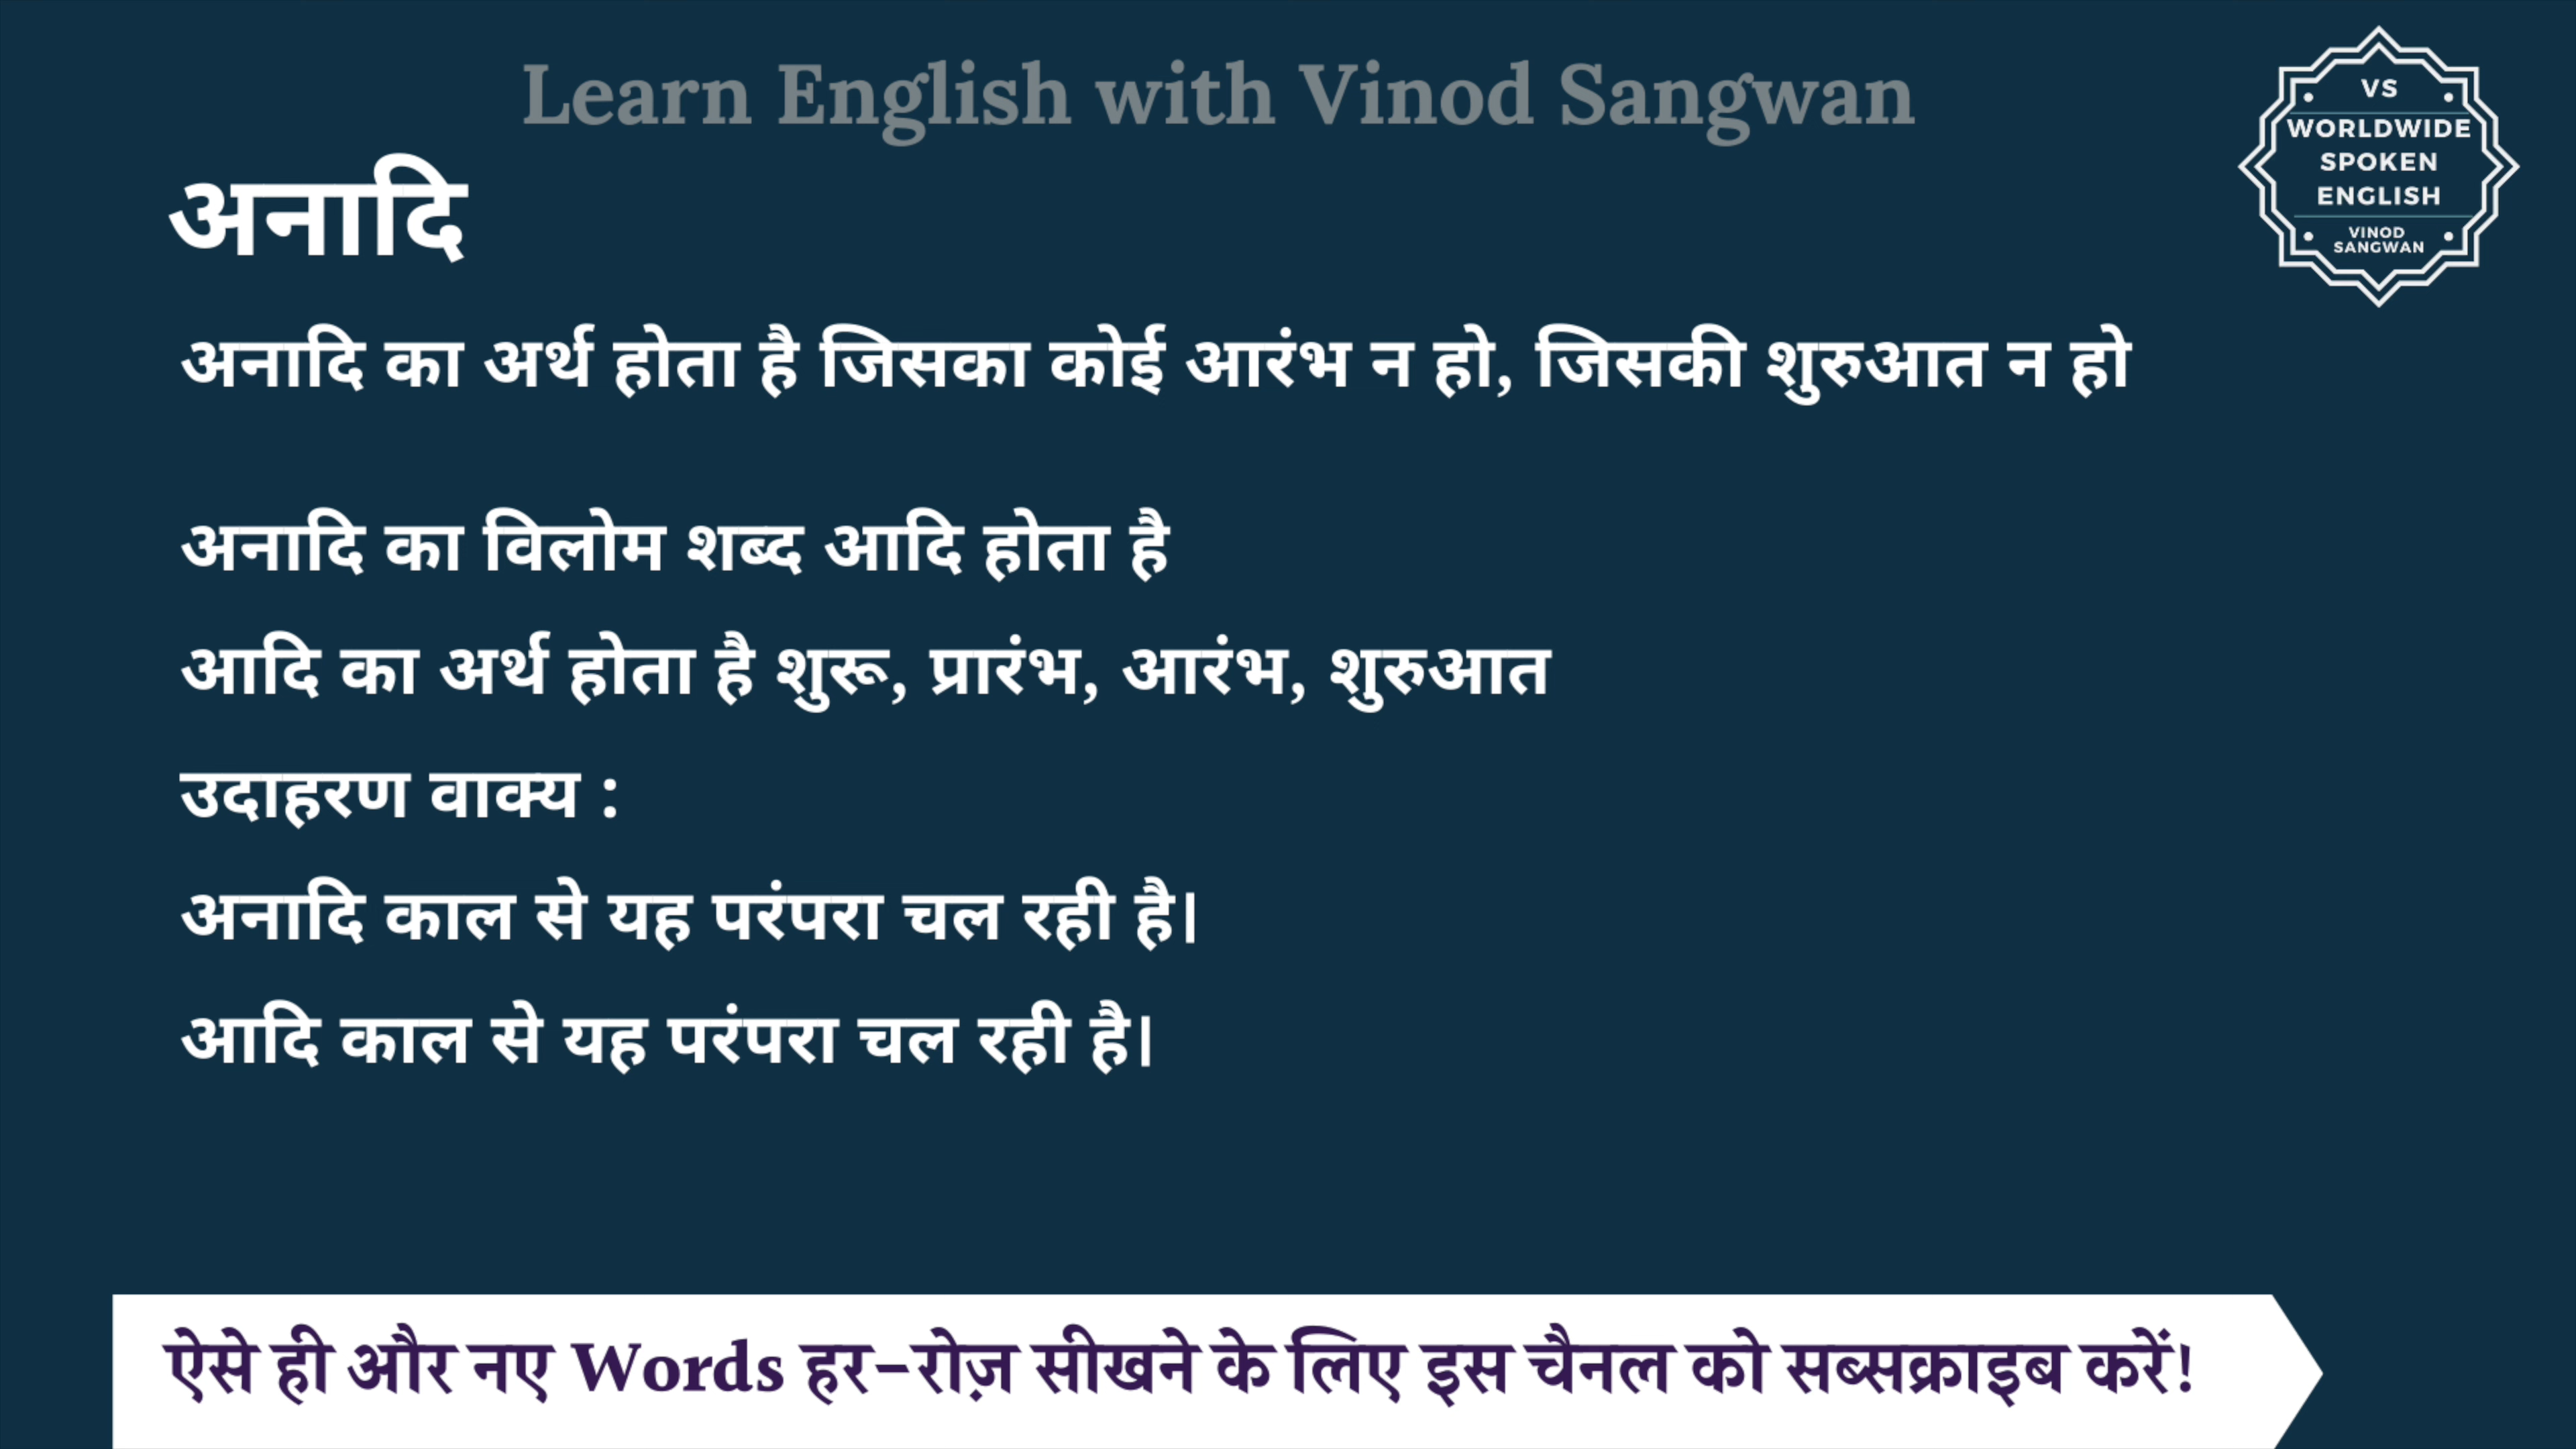 Learn English with Vinod Sangwan
VS
WORLDWIDE
SPOKEN
ENGLISH
VINOD
SANGWAN
अनादि
अनादि का अर्थ होता है जिसका कोई आरंभ न हो, जिसकी शुरुआत न हो
अनादि का विलोम शब्द आदि होता है
आदि का अर्थ होता है शुरू, प्रारंभ, आरंभ, शुरुआत
उदाहरण वाक्य :
अनादि काल से यह परंपरा चल रही है।
आदि काल से यह परंपरा चल रही है।
ऐसे ही और नए Words हर-रोज़ सीखने के लिए इस चैनल को सब्सक्राइब करें!